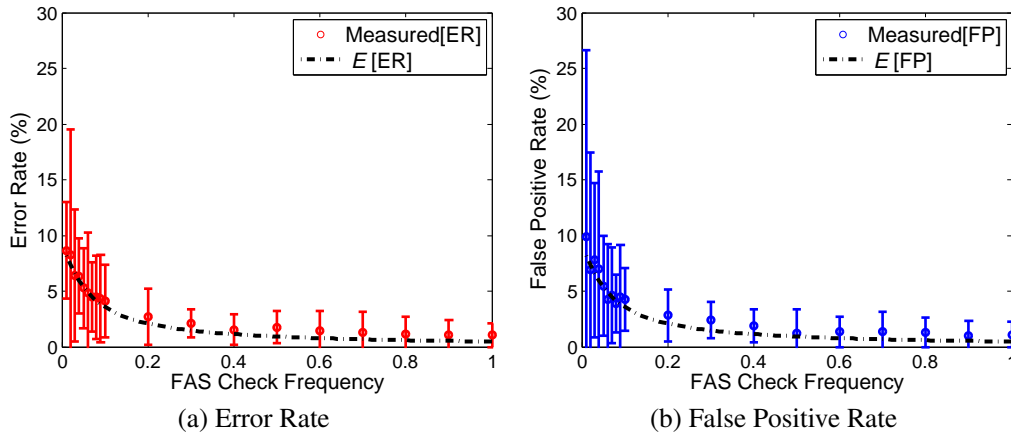 30
25
20
15
10
5
0
Error Rate (%)
Measured[ER]
E [ER]
0 0.2 0.4 0.6 0.8 1
FAS Check Frequency
(a) Error Rate
30
25
20
15
10
5
0
False Positive Rate (%)
Measured[FP]
E [FP]
0 0.2 0.4 0.6 0.8 1
FAS Check Frequency
(b) False Positive Rate